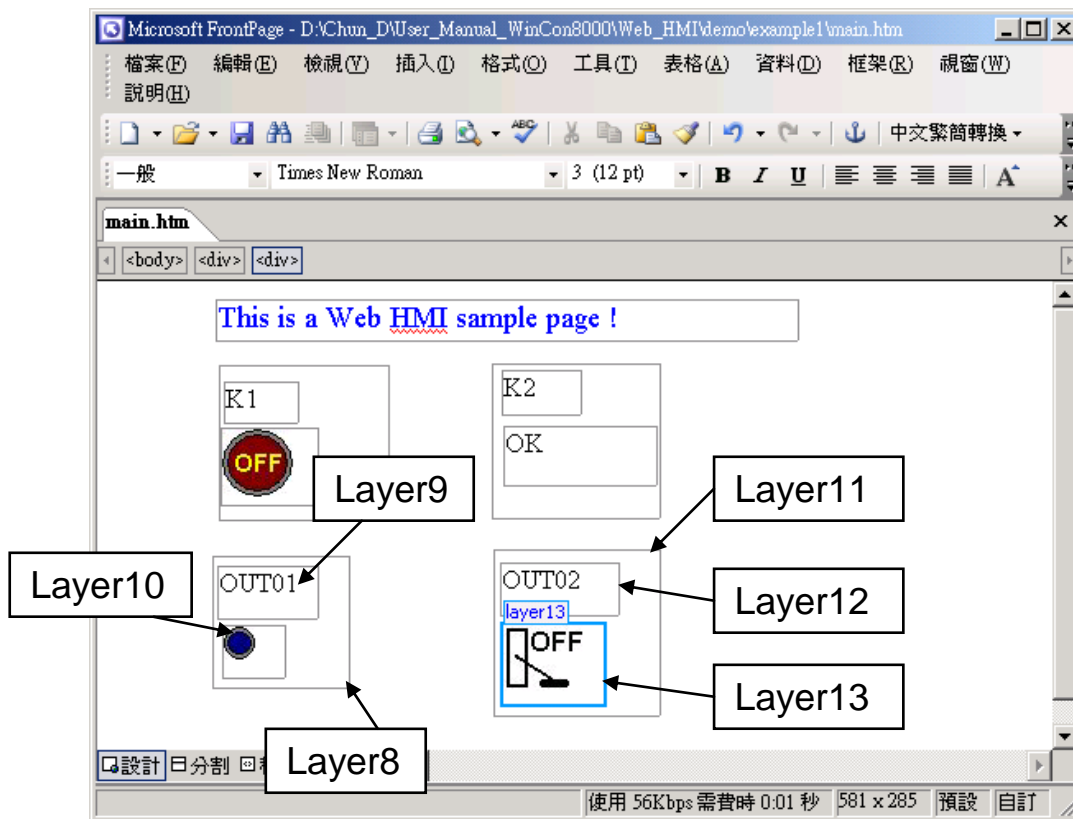 Microsoft FrontPage - D:\Chun_D\User_Manual_WinCon8000\Web_HMI\demo\example1\main.htm
檔案(F) 編輯(E) 檢視(V) 插入(I) 格式(O) 工具(T) 表格(A) 資料(D) 框架(R) 視窗(W)
說明(H)
ABC 中文繁簡轉換
一般 Times New Roman 3 (12 pt) B I U A
main.htm
<body> <div> <div>
This is a Web HMI sample page !
K1
OFF
K2
OK
Layer9
Layer11
Layer10
OUT01
OUT02
layer13
OFF
Layer12
Layer13
Layer8
設計 分割
使用 56Kbps 需費時 0:01 秒 581 x 285 預設 自訂